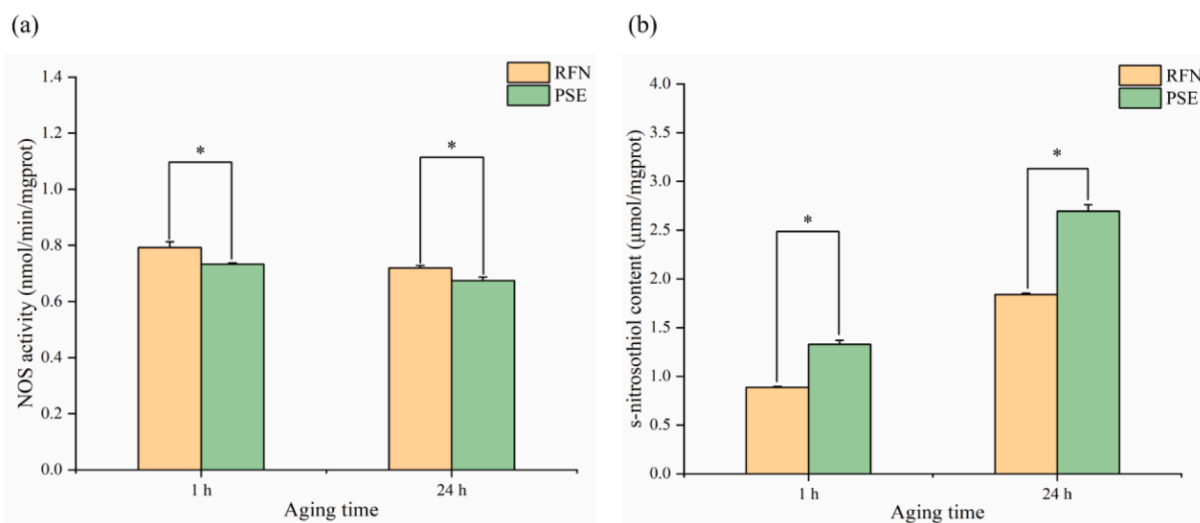 (a)
NOS activity (nmol/min/mgprot)
1.4
1.2
1.0
0.8
0.6
0.4
0.2
0.0
RFN
PSE
*
*
1 h
24 h
Aging time
(b)
s-nitrosothiol content (μmol/mgprot)
4.0
3.5
3.0
2.5
2.0
1.5
1.0
0.5
0.0
RFN
PSE
*
*
1 h
24 h
Aging time